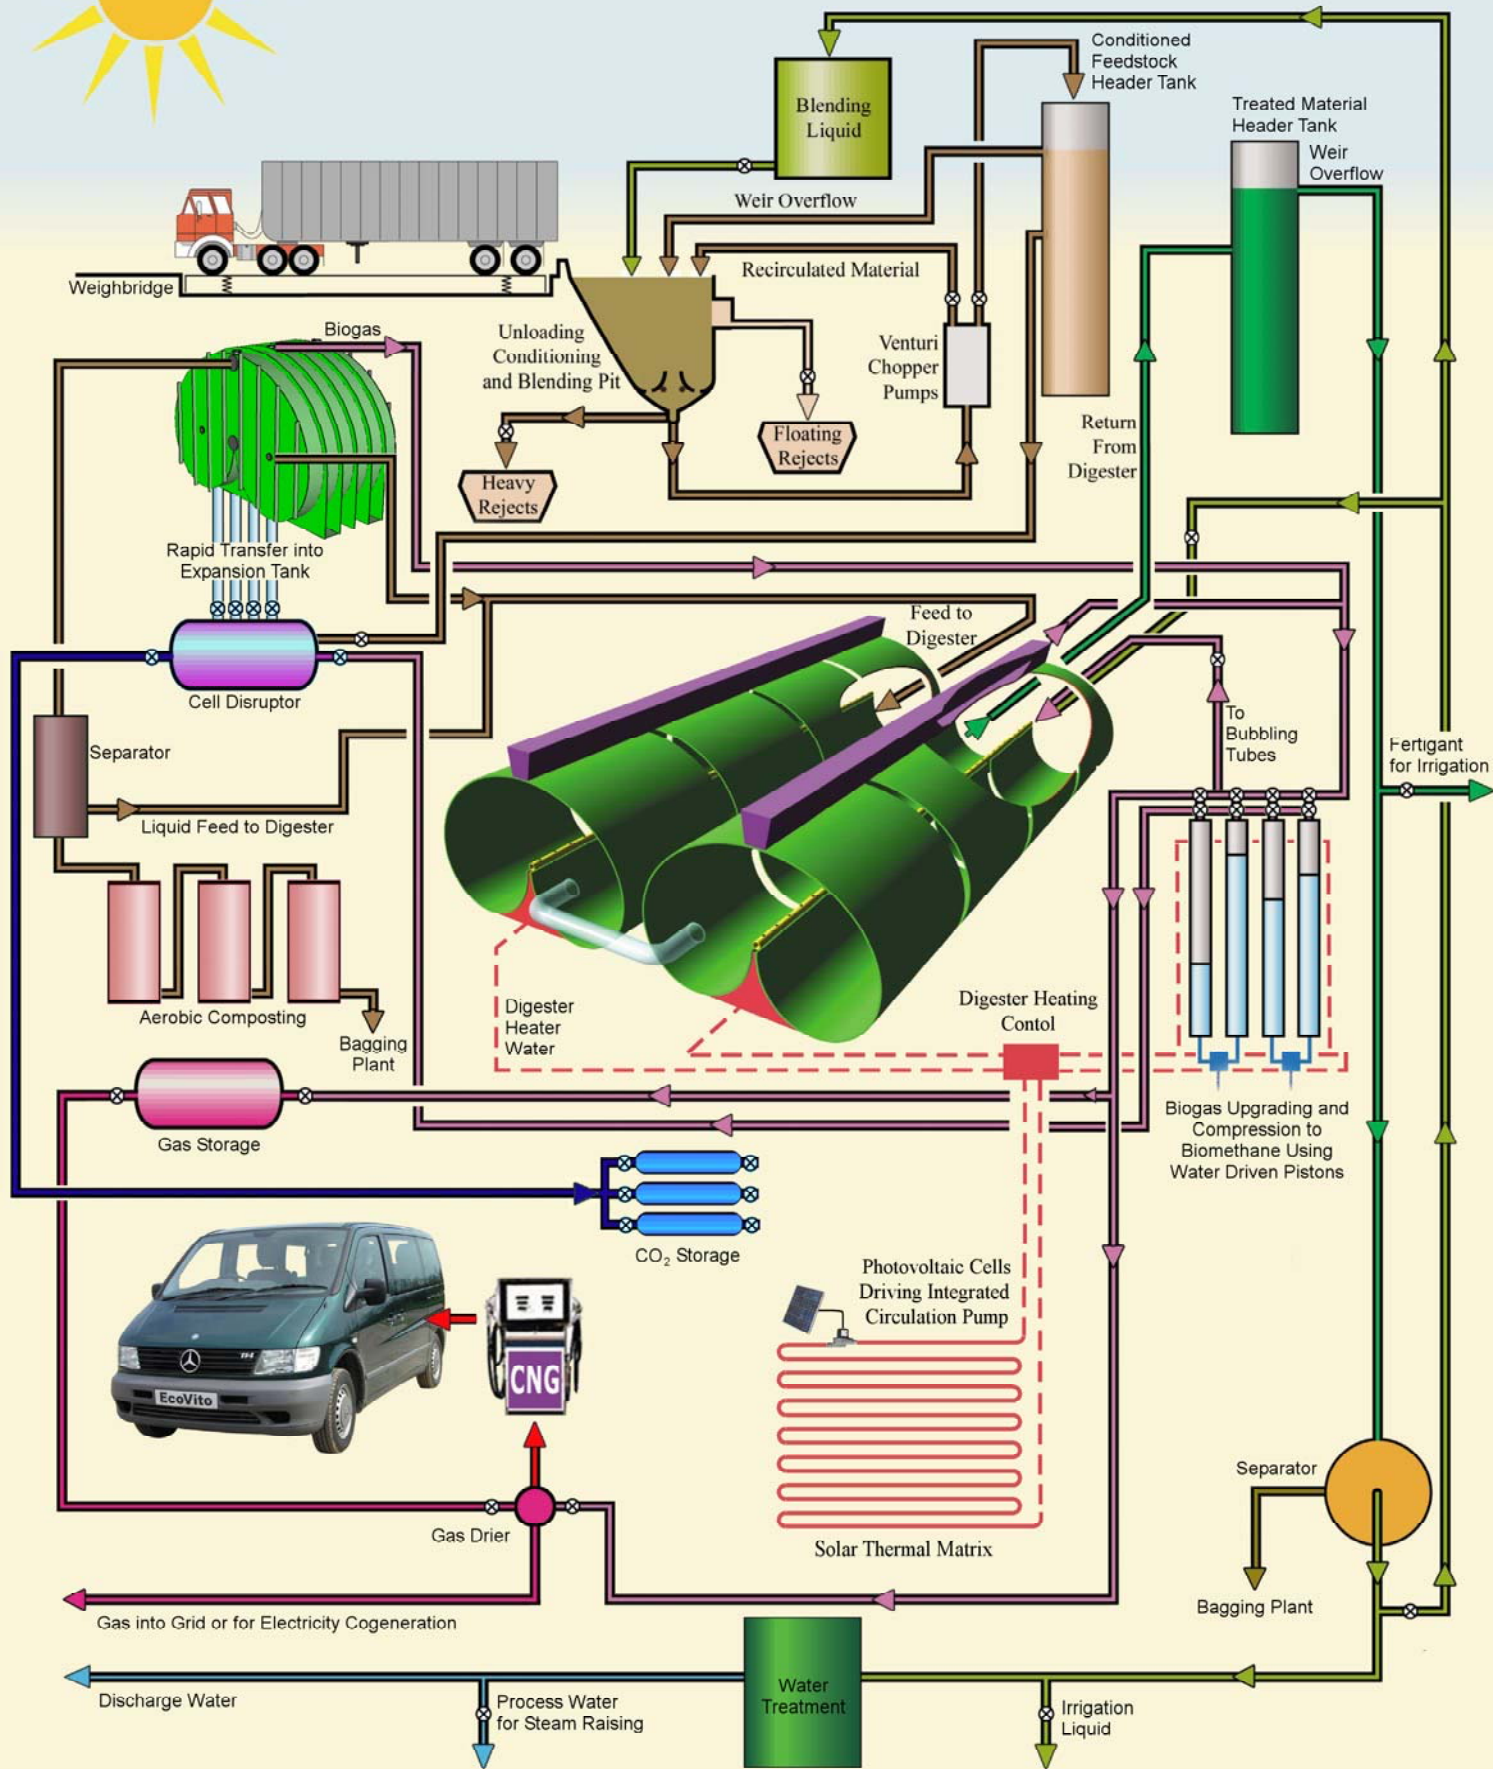 Conditioned
Feedstock
Header Tank
Blending
Liquid
Treated Material
Header Tank
Weir
Overflow
Weir Overflow
Recirculated Material
Weighbridge
Biogas
Unloading
Conditioning
and Blending Pit
Venturi
Chopper
Pumps
Floating
Rejects
Heavy
Rejects
Return
From
Digester
Rapid Transfer into
Expansion Tank
Feed to
Digester
Cell Disruptor
Separator
To
Bubbling
Tubes
Fertigant
for Irrigation
Liquid Feed to Digester
Aerobic Composting
Bagging
Plant
Digester
Heater
Water
Digester Heating
Contol
Gas Storage
Biogas Upgrading and
Compression to
Biomethane Using
Water Driven Pistons
CO₂ Storage
Photovoltaic Cells
Driving Integrated
Circulation Pump
CNG
EcoVito
Separator
Gas Drier
Solar Thermal Matrix
Bagging Plant
Gas into Grid or for Electricity Cogeneration
Water
Treatment
Discharge Water
Process Water
for Steam Raising
Irrigation
Liquid